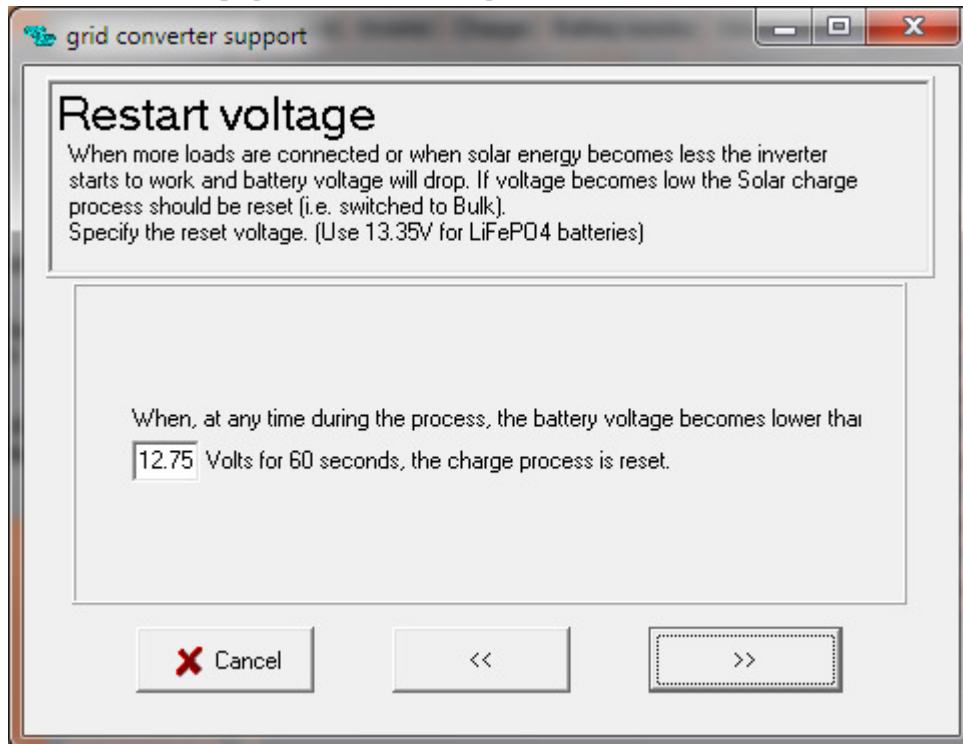 grid converter support
Restart voltage
When more loads are connected or when solar energy becomes less the inverter
starts to work and battery voltage will drop. If voltage becomes low the Solar charge
process should be reset (i.e. switched to Bulk).
Specify the reset voltage. (Use 13.35V for LiFePO4 batteries)
When, at any time during the process, the battery voltage becomes lower thar
12.75 Volts for 60 seconds, the charge process is reset.
Cancel
<<
>>